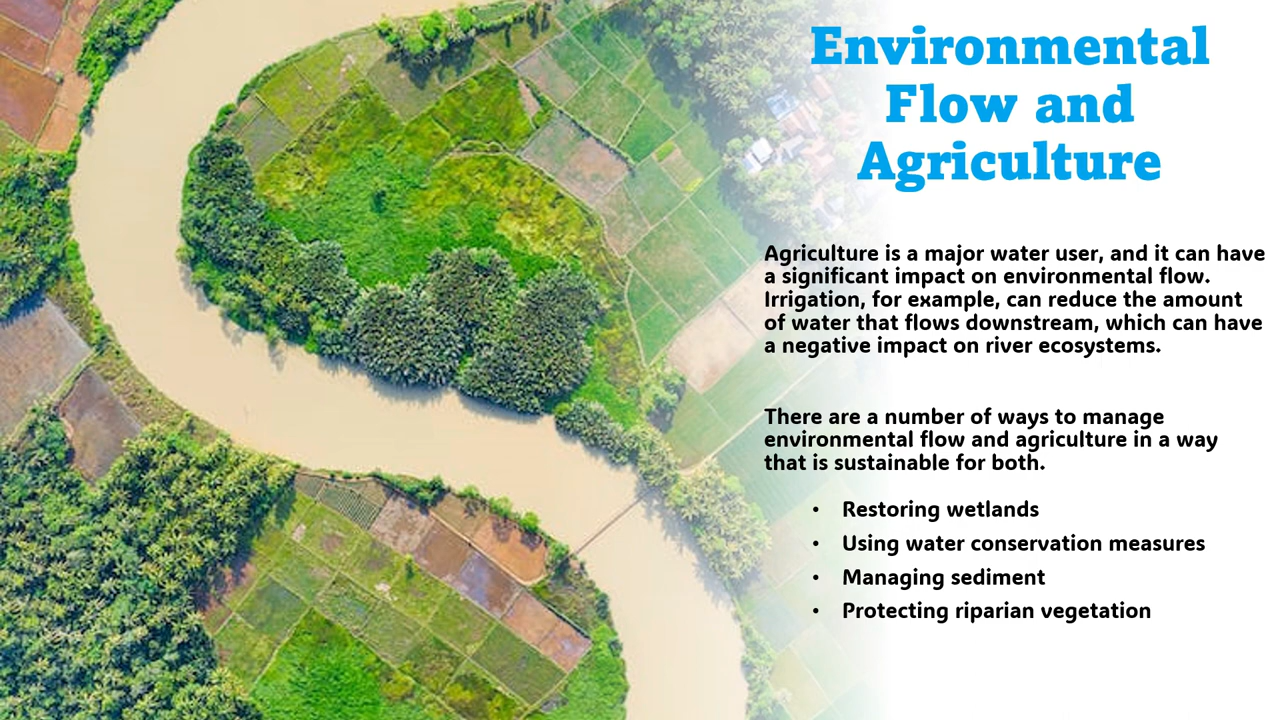 Environmental
Flow and
Agriculture
Agriculture is a major water user, and it can have
a significant impact on environmental flow.
Irrigation, for example, can reduce the amount
of water that flows downstream, which can have
a negative impact on river ecosystems.
There are a number of ways to manage
environmental flow and agriculture in a way
that is sustainable for both.
• Restoring wetlands
• Using water conservation measures
• Managing sediment
• Protecting riparian vegetation